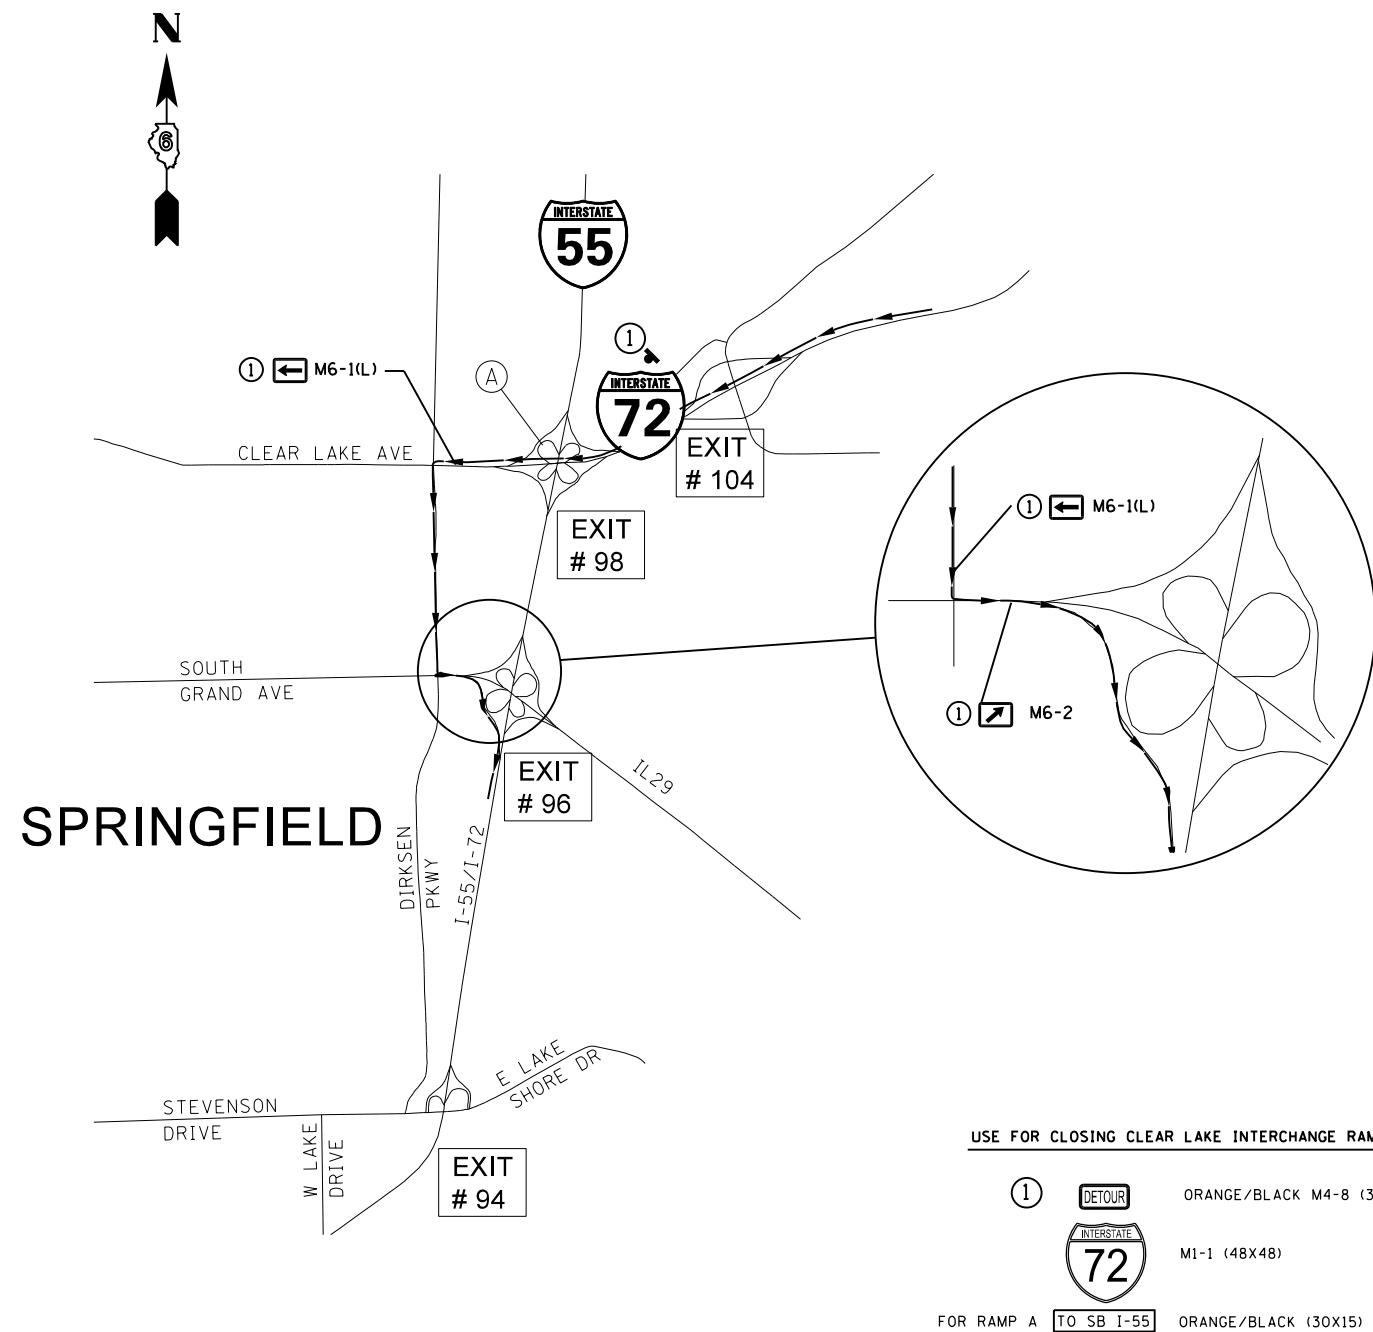 N
6
INTERSTATE
55
1
1 M6-1(L)
A
INTERSTATE
72
CLEAR LAKE AVE
EXIT
# 104
EXIT
# 98
1 M6-1(L)
SOUTH
GRAND AVE
1 M6-2
EXIT
# 96
IL29
SPRINGFIELD
DIRKSEN
PKWY
I-55/I-72
E LAKE
SHORE DR
STEVENSON
DRIVE
W LAKE
DRIVE
EXIT
# 94
USE FOR CLOSING CLEAR LAKE INTERCHANGE
1 DETOUR ORANGE/BLACK M4-8
INTERSTATE
72
M1-1 (48X48)
FOR RAMP A TO SB I-55 ORANGE/BLACK (30X15)